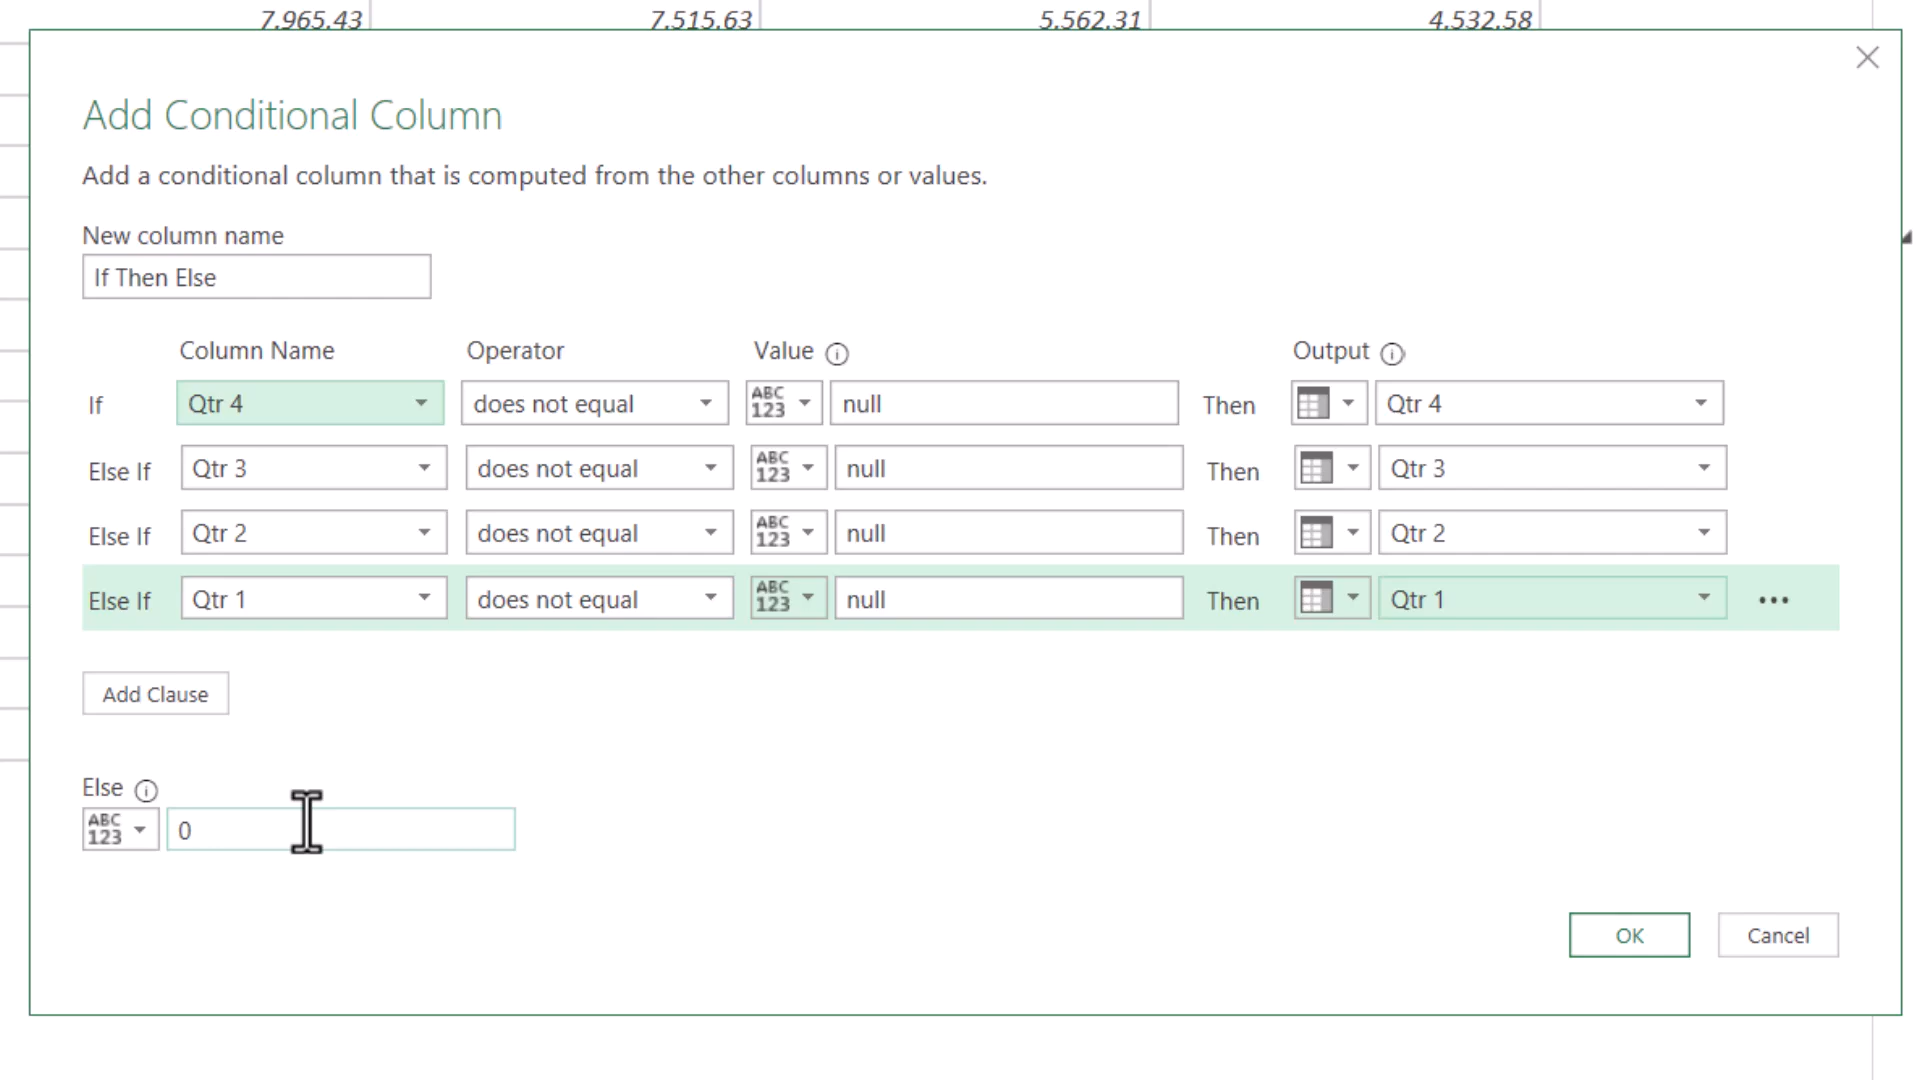 7,965.43 7,515.63 5,562.31 4,532.58
Add Conditional Column
Add a conditional column that is computed from the other columns or values.
New column name
If Then Else
Column Name Operator Value Output
If Qtr 4 does not equal ABC 123 null Then Qtr 4
Else If Qtr 3 does not equal ABC 123 null Then Qtr 3
Else If Qtr 2 does not equal ABC 123 null Then Qtr 2
Else If Qtr 1 does not equal ABC 123 null Then Qtr 1 •••
Add Clause
Else
ABC 123 0
OK Cancel